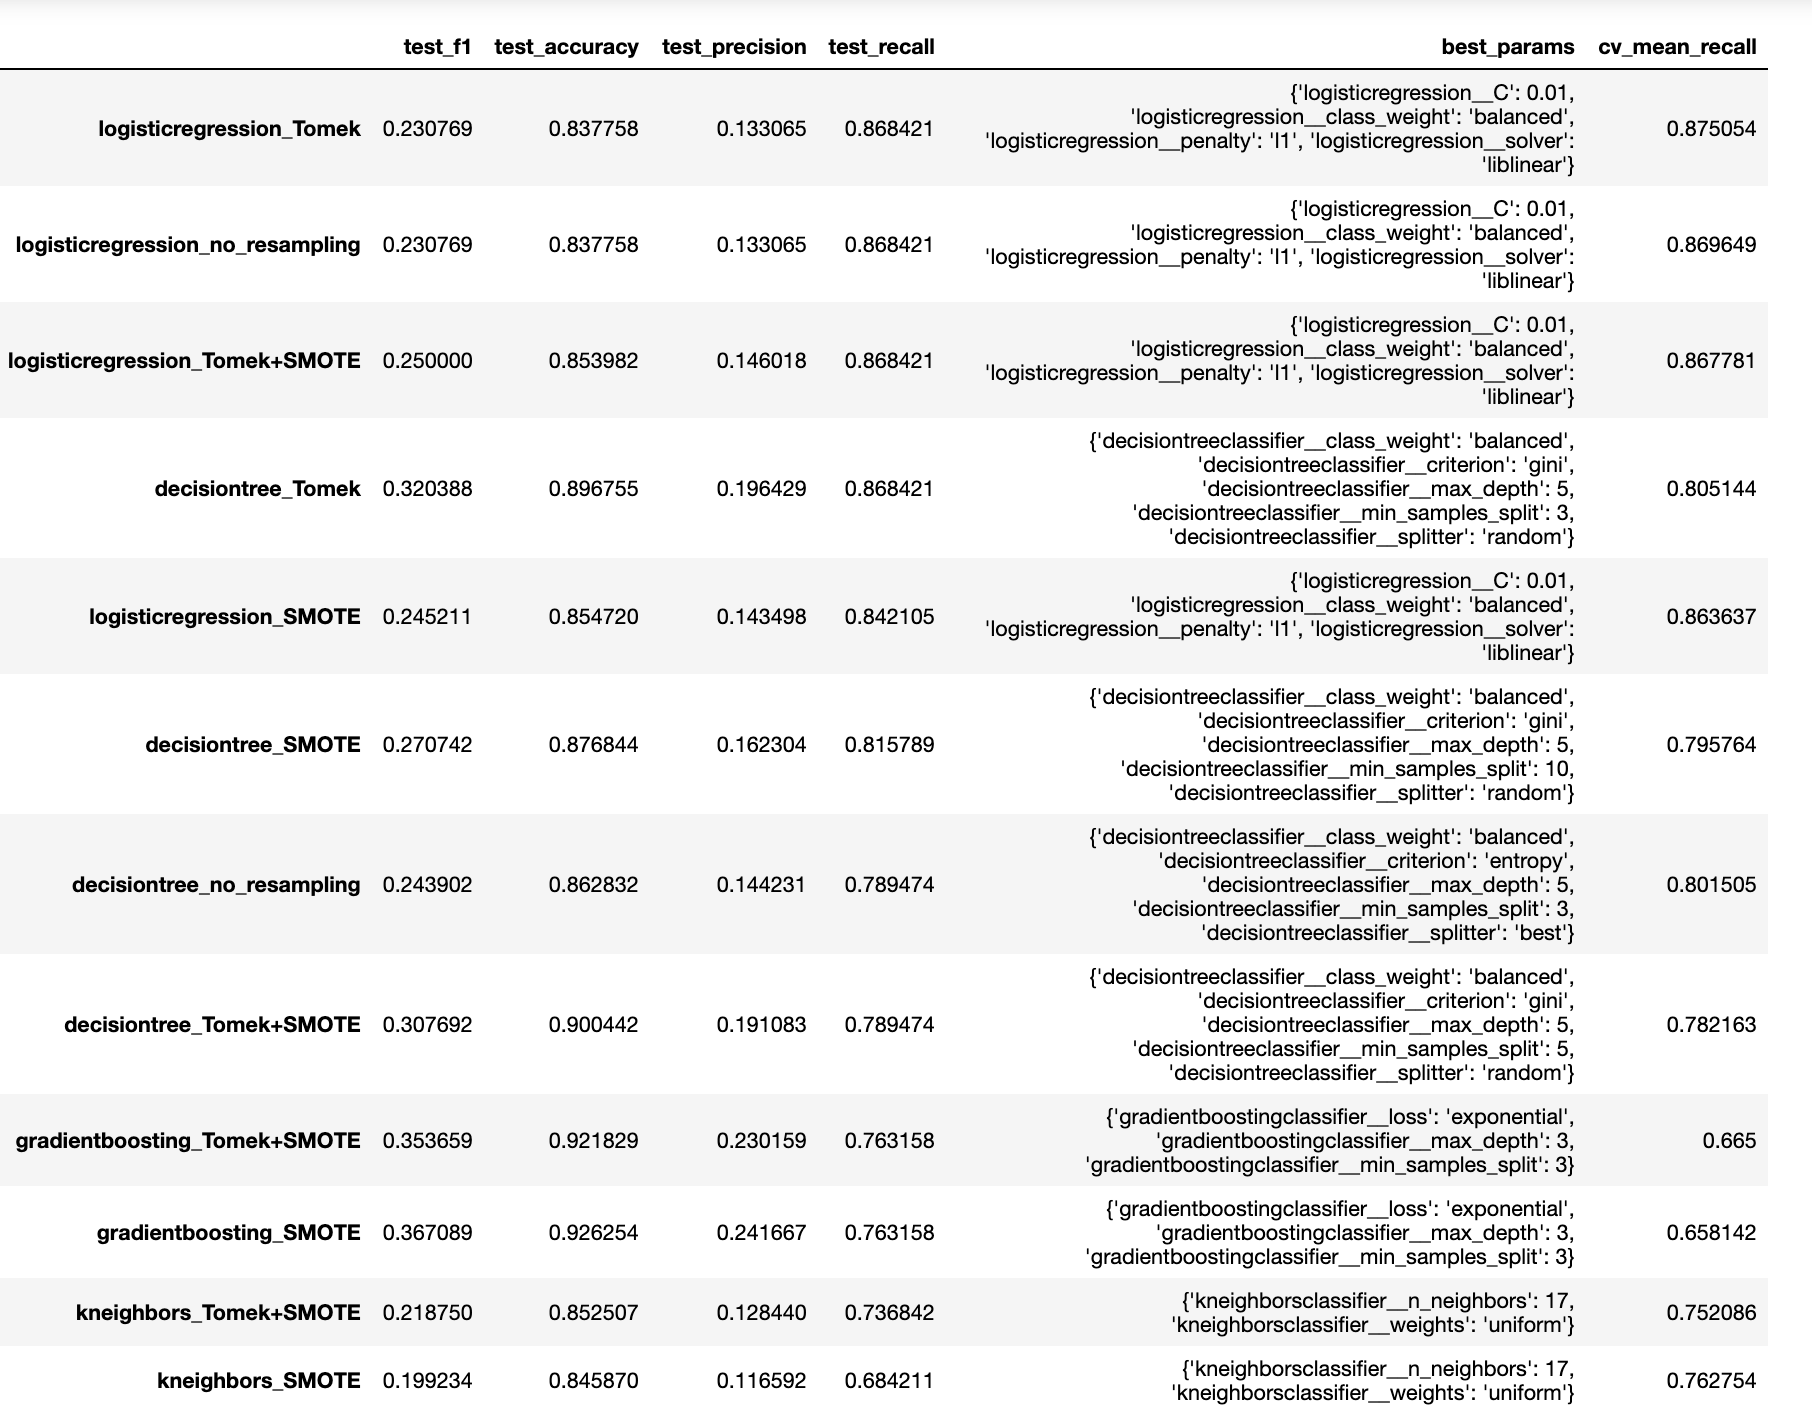 test_f1 test_accuracy test_precision test_recall best_params cv_mean_recall
{'logisticregression__C': 0.01,
'logisticregression__class_weight': 'balanced',
logisticregression_Tomek 0.230769 0.837758 0.133065 0.868421 0.875054
'logisticregression__penalty': 'l1', 'logisticregression__solver':
'liblinear'}
{'logisticregression__C': 0.01,
'logisticregression__class_weight': 'balanced',
logisticregression_no_resampling 0.230769 0.837758 0.133065 0.868421 0.869649
'logisticregression__penalty': 'l1', 'logisticregression__solver':
'liblinear'}
{'logisticregression__C': 0.01,
'logisticregression__class_weight': 'balanced',
logisticregression_Tomek+SMOTE 0.250000 0.853982 0.146018 0.868421 0.867781
'logisticregression__penalty': 'l1', 'logisticregression__solver':
'liblinear'}
{'decisiontreeclassifier__class_weight': 'balanced',
'decisiontreeclassifier__criterion': 'gini',
decisiontree_Tomek 0.320388 0.896755 0.196429 0.868421 'decisiontreeclassifier__max_depth': 5, 0.805144
'decisiontreeclassifier__min_samples_split': 3,
'decisiontreeclassifier__splitter': 'random'}
{'logisticregression__C': 0.01,
'logisticregression__class_weight': 'balanced',
logisticregression_SMOTE 0.245211 0.854720 0.143498 0.842105 0.863637
'logisticregression__penalty': 'l1', 'logisticregression__solver':
'liblinear'}
{'decisiontreeclassifier__class_weight': 'balanced',
'decisiontreeclassifier__criterion': 'gini',
decisiontree_SMOTE 0.270742 0.876844 0.162304 0.815789 'decisiontreeclassifier__max_depth': 5, 0.795764
'decisiontreeclassifier__min_samples_split': 10,
'decisiontreeclassifier__splitter': 'random'}
{'decisiontreeclassifier__class_weight': 'balanced',
'decisiontreeclassifier__criterion': 'entropy',
decisiontree_no_resampling 0.243902 0.862832 0.144231 0.789474 'decisiontreeclassifier__max_depth': 5, 0.801505
'decisiontreeclassifier__min_samples_split': 3,
'decisiontreeclassifier__splitter': 'best'}
{'decisiontreeclassifier__class_weight': 'balanced',
'decisiontreeclassifier__criterion': 'gini',
decisiontree_Tomek+SMOTE 0.307692 0.900442 0.191083 0.789474 'decisiontreeclassifier__max_depth': 5, 0.782163
'decisiontreeclassifier__min_samples_split': 5,
'decisiontreeclassifier__splitter': 'random'}
{'gradientboostingclassifier__loss': 'exponential',
gradientboosting_Tomek+SMOTE 0.353659 0.921829 0.230159 0.763158 'gradientboostingclassifier__max_depth': 3, 0.665
'gradientboostingclassifier__min_samples_split': 3}
{'gradientboostingclassifier__loss': 'exponential',
gradientboosting_SMOTE 0.367089 0.926254 0.241667 0.763158 'gradientboostingclassifier__max_depth': 3, 0.658142
'gradientboostingclassifier__min_samples_split': 3}
{'kneighborsclassifier__n_neighbors': 17,
kneighbors_Tomek+SMOTE 0.218750 0.852507 0.128440 0.736842 0.752086
'kneighborsclassifier__weights': 'uniform'}
{'kneighborsclassifier__n_neighbors': 17,
kneighbors_SMOTE 0.199234 0.845870 0.116592 0.684211 0.762754
'kneighborsclassifier__weights': 'uniform'}